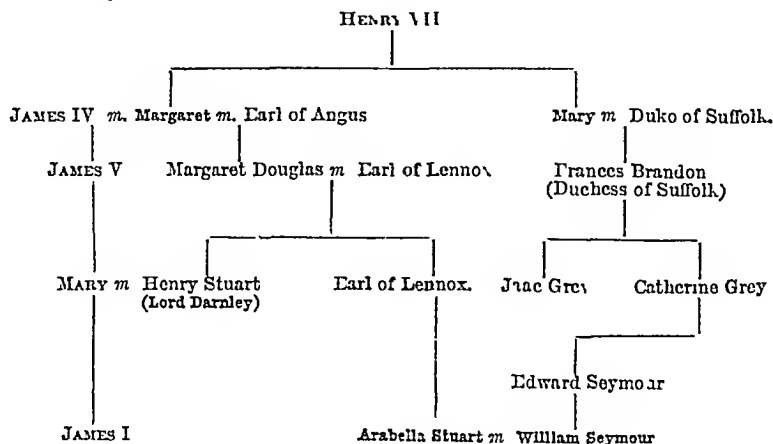 HENRY VII
JAMES IV m. Margaret m. Earl of Angus Mary m Duko of Suffolk.
JAMES V Margaret Douglas m Earl of Lennox Frances Brandon
(Duchess of Suffolk)
MARY m Henry Stuart Earl of Lennox. Jane Grey Catherine Grey
(Lord Darnley)
Edward Seymour
JAMES I Arabella Stuart m William Seymour